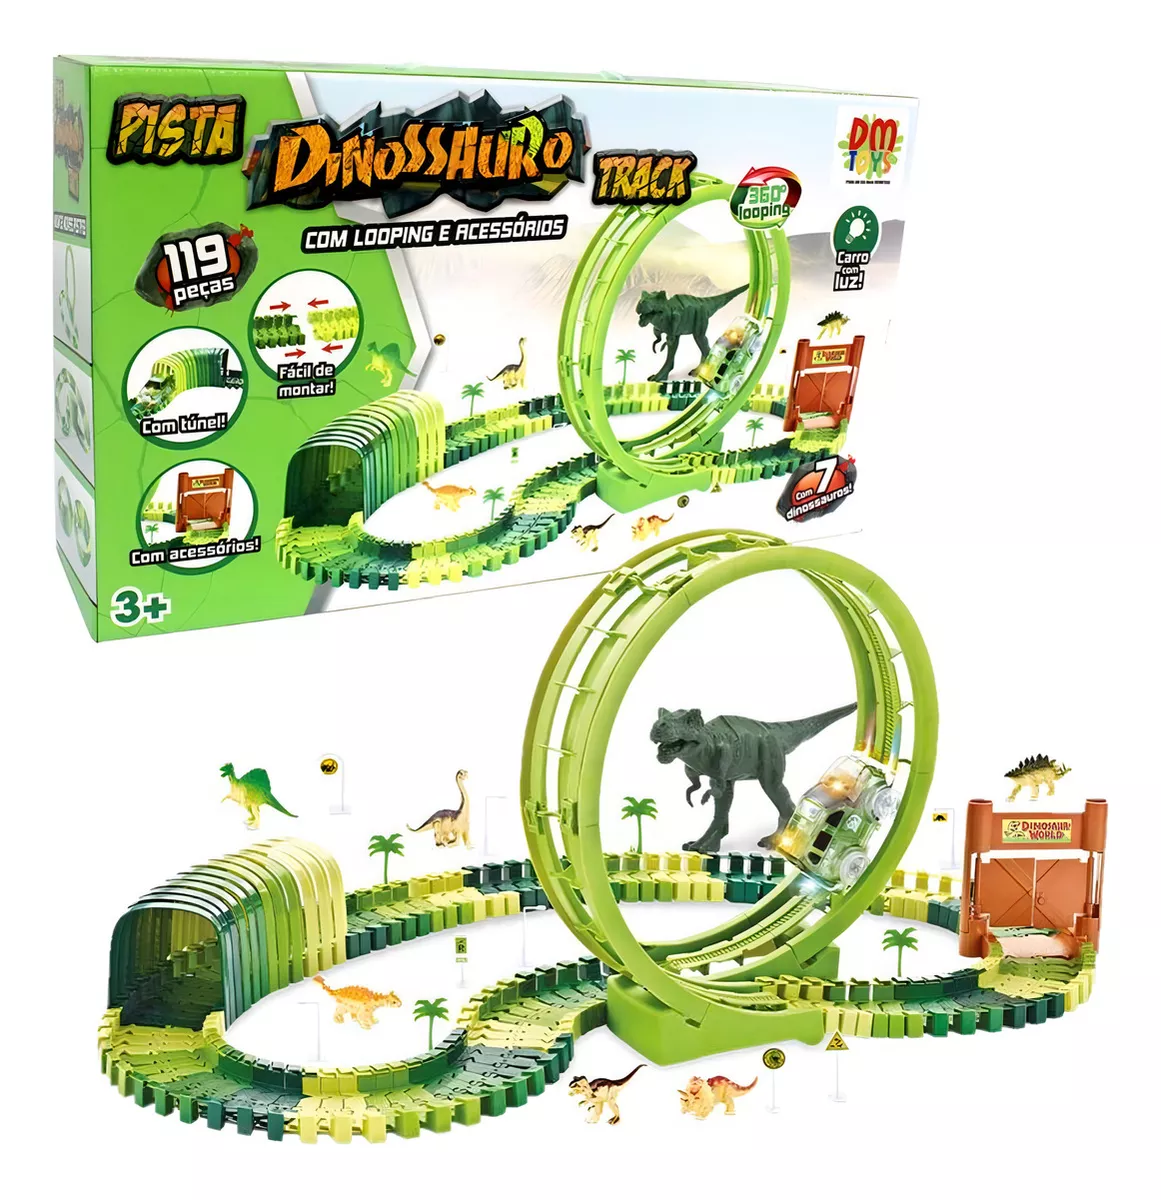 PISTA
DINOSSAURO
TRACK
COM LOOPING E ACESSÓRIOS
DM
TOYS
360º
looping
Carro
com
luz!
119
peças
Fácil de
montar!
Com túnel!
Com acessórios!
Com 7
dinossauros!
3+
DINOSAUR
WORLD